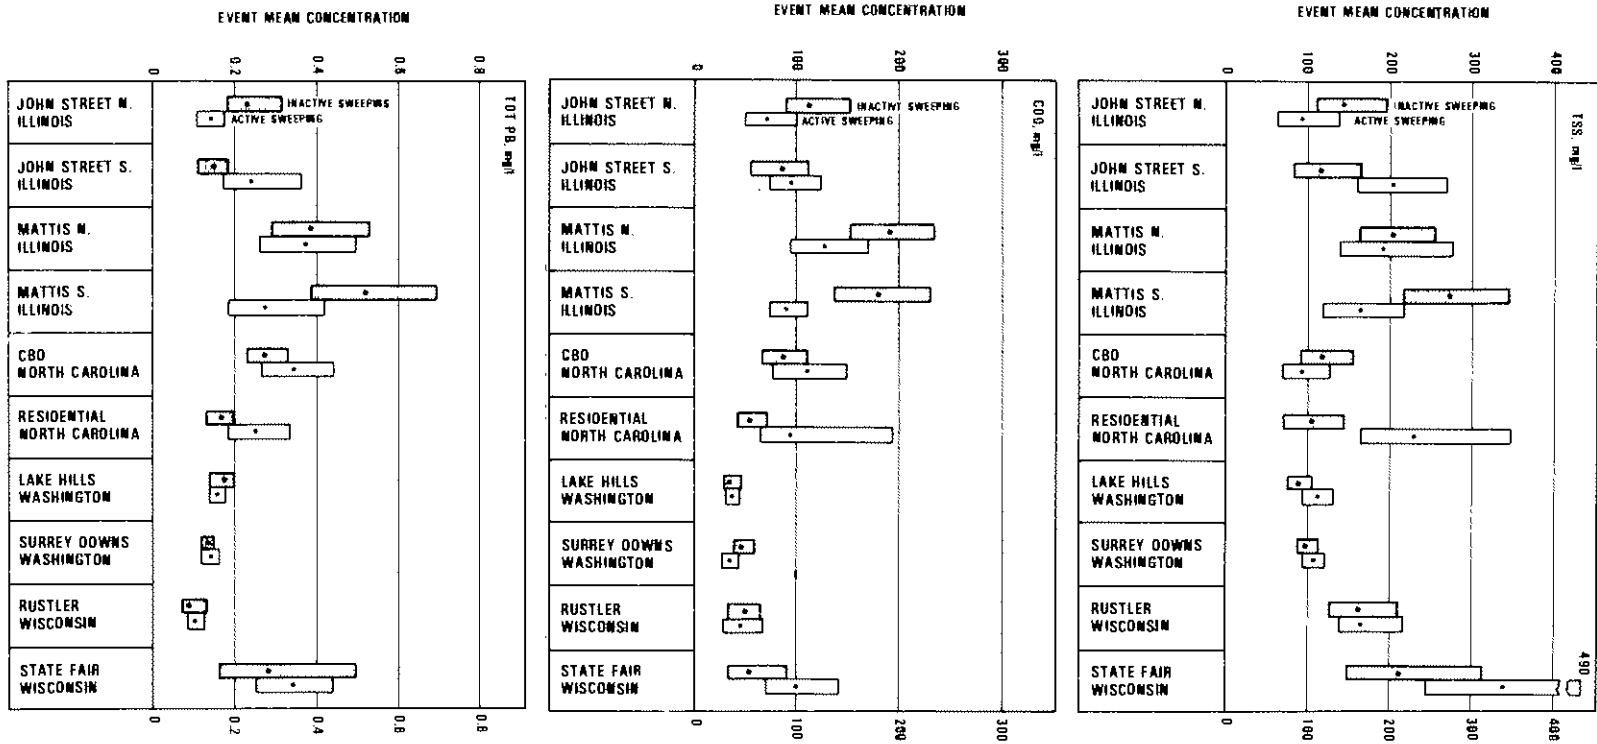 EVENT MEAN CONCENTRATION
0
0.2
0.4
0.6
0.8
TOT PB, mg/l
JOHN STREET N.
ILLINOIS
INACTIVE SWEEPING
ACTIVE SWEEPING
JOHN STREET S.
ILLINOIS
MATTIS N.
ILLINOIS
MATTIS S.
ILLINOIS
CBD
NORTH CAROLINA
RESIDENTIAL
NORTH CAROLINA
LAKE HILLS
WASHINGTON
SURREY DOWNS
WASHINGTON
RUSTLER
WISCONSIN
STATE FAIR
WISCONSIN
0
0.2
0.4
0.6
0.8
EVENT MEAN CONCENTRATION
0
100
200
300
COD, mg/l
JOHN STREET N.
ILLINOIS
INACTIVE SWEEPING
ACTIVE SWEEPING
JOHN STREET S.
ILLINOIS
MATTIS N.
ILLINOIS
MATTIS S.
ILLINOIS
CBD
NORTH CAROLINA
RESIDENTIAL
NORTH CAROLINA
LAKE HILLS
WASHINGTON
SURREY DOWNS
WASHINGTON
RUSTLER
WISCONSIN
STATE FAIR
WISCONSIN
0
100
200
300
EVENT MEAN CONCENTRATION
0
100
200
300
400
TSS, mg/l
JOHN STREET N.
ILLINOIS
INACTIVE SWEEPING
ACTIVE SWEEPING
JOHN STREET S.
ILLINOIS
MATTIS N.
ILLINOIS
MATTIS S.
ILLINOIS
CBD
NORTH CAROLINA
RESIDENTIAL
NORTH CAROLINA
LAKE HILLS
WASHINGTON
SURREY DOWNS
WASHINGTON
RUSTLER
WISCONSIN
STATE FAIR
WISCONSIN
490
0
100
200
300
400